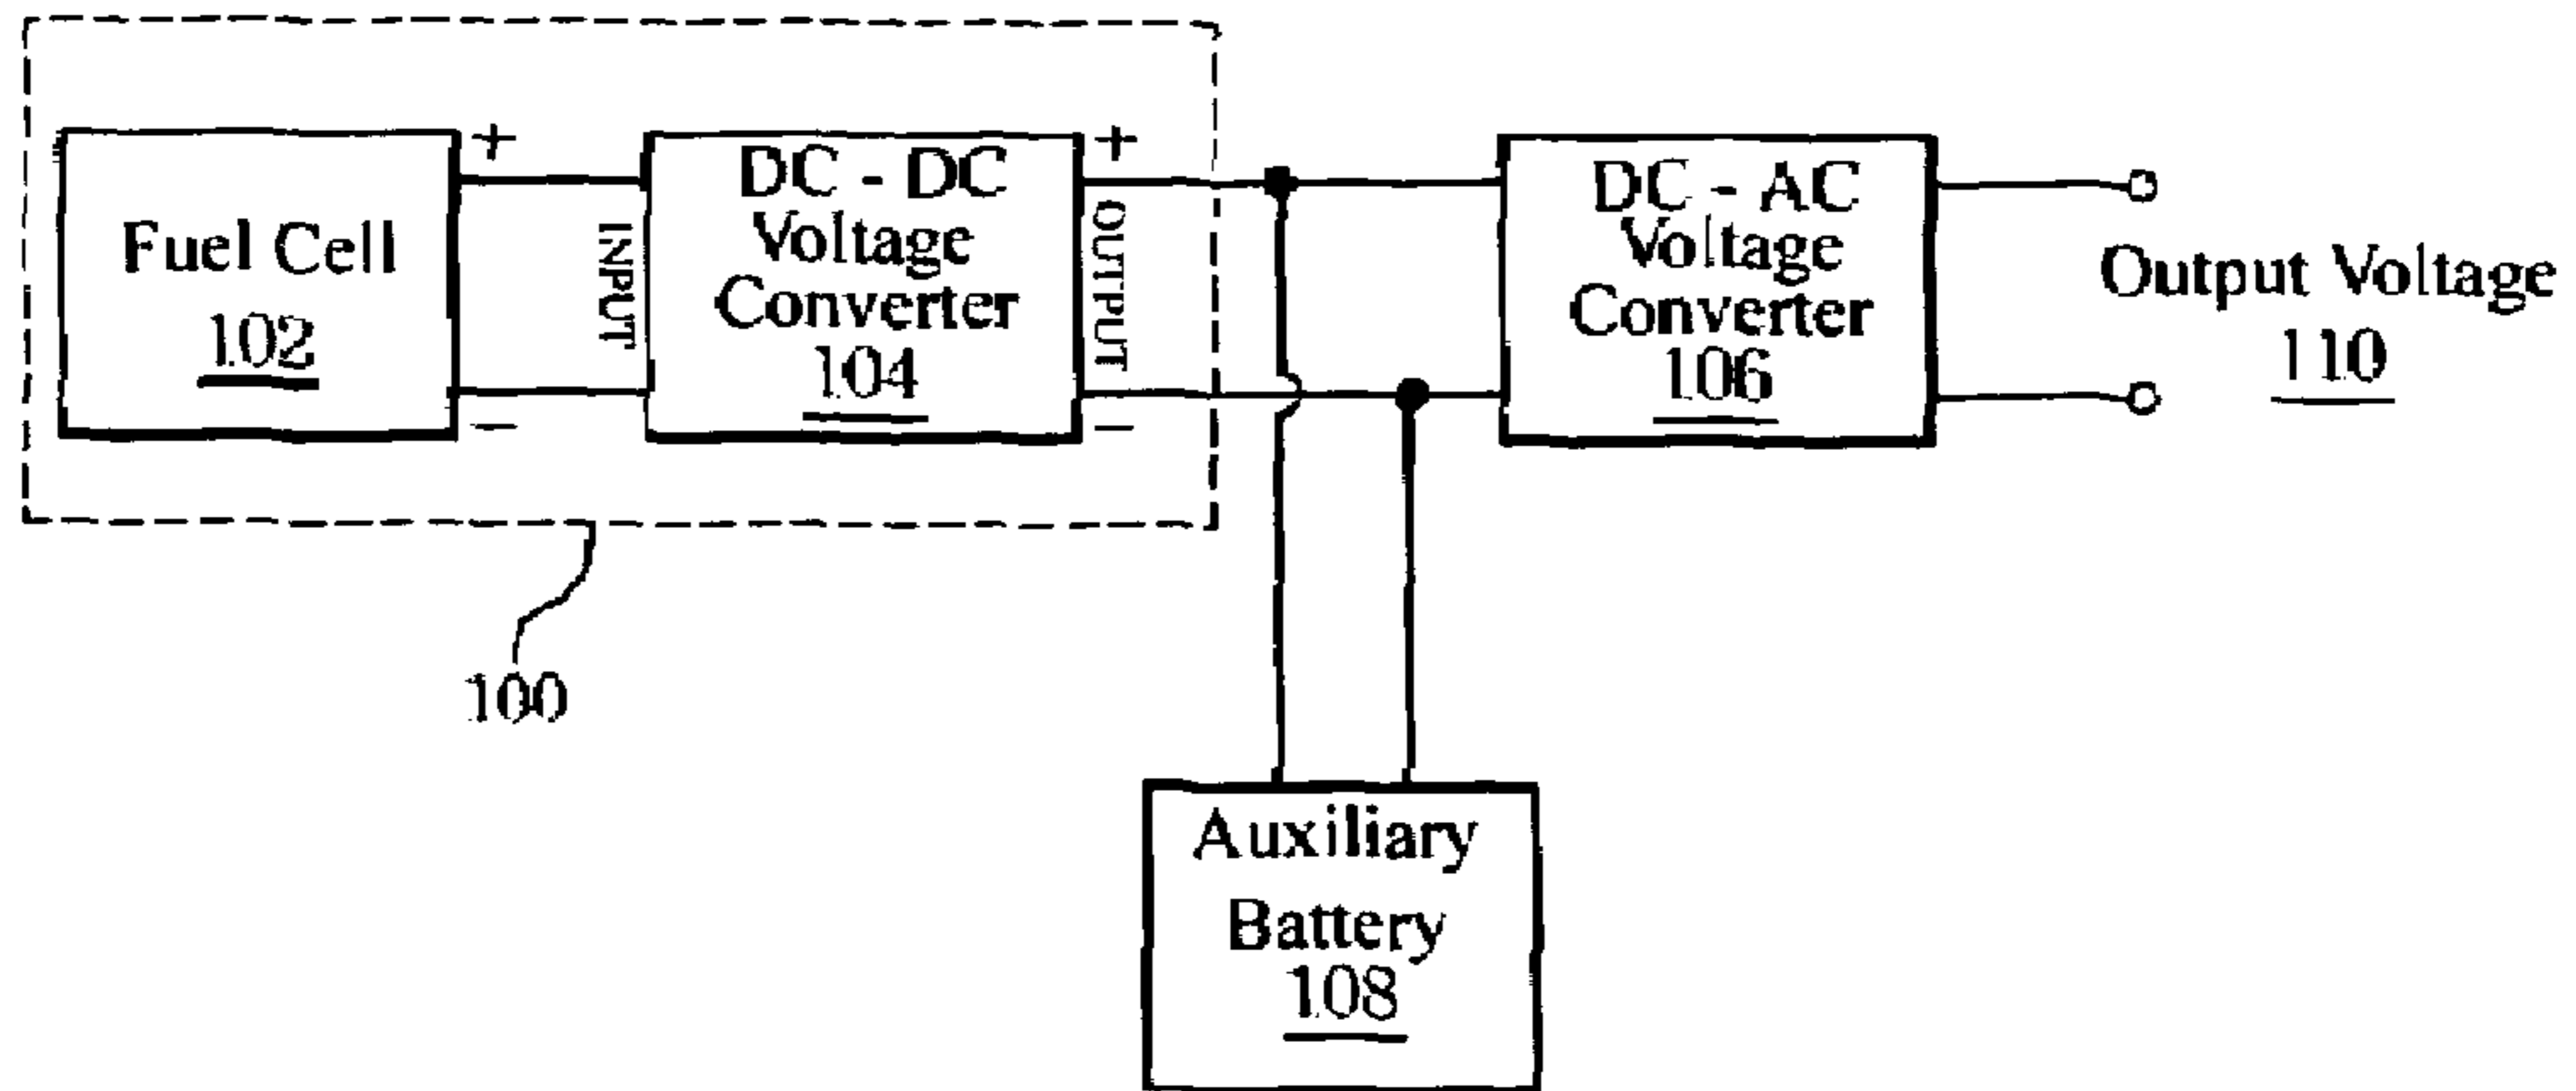 Fuel Cell
102
+
−
INPUT
DC - DC
Voltage
Converter
104
+
OUTPUT
−
DC - AC
Voltage
Converter
106
Output Voltage
110
100
Auxiliary
Battery
108